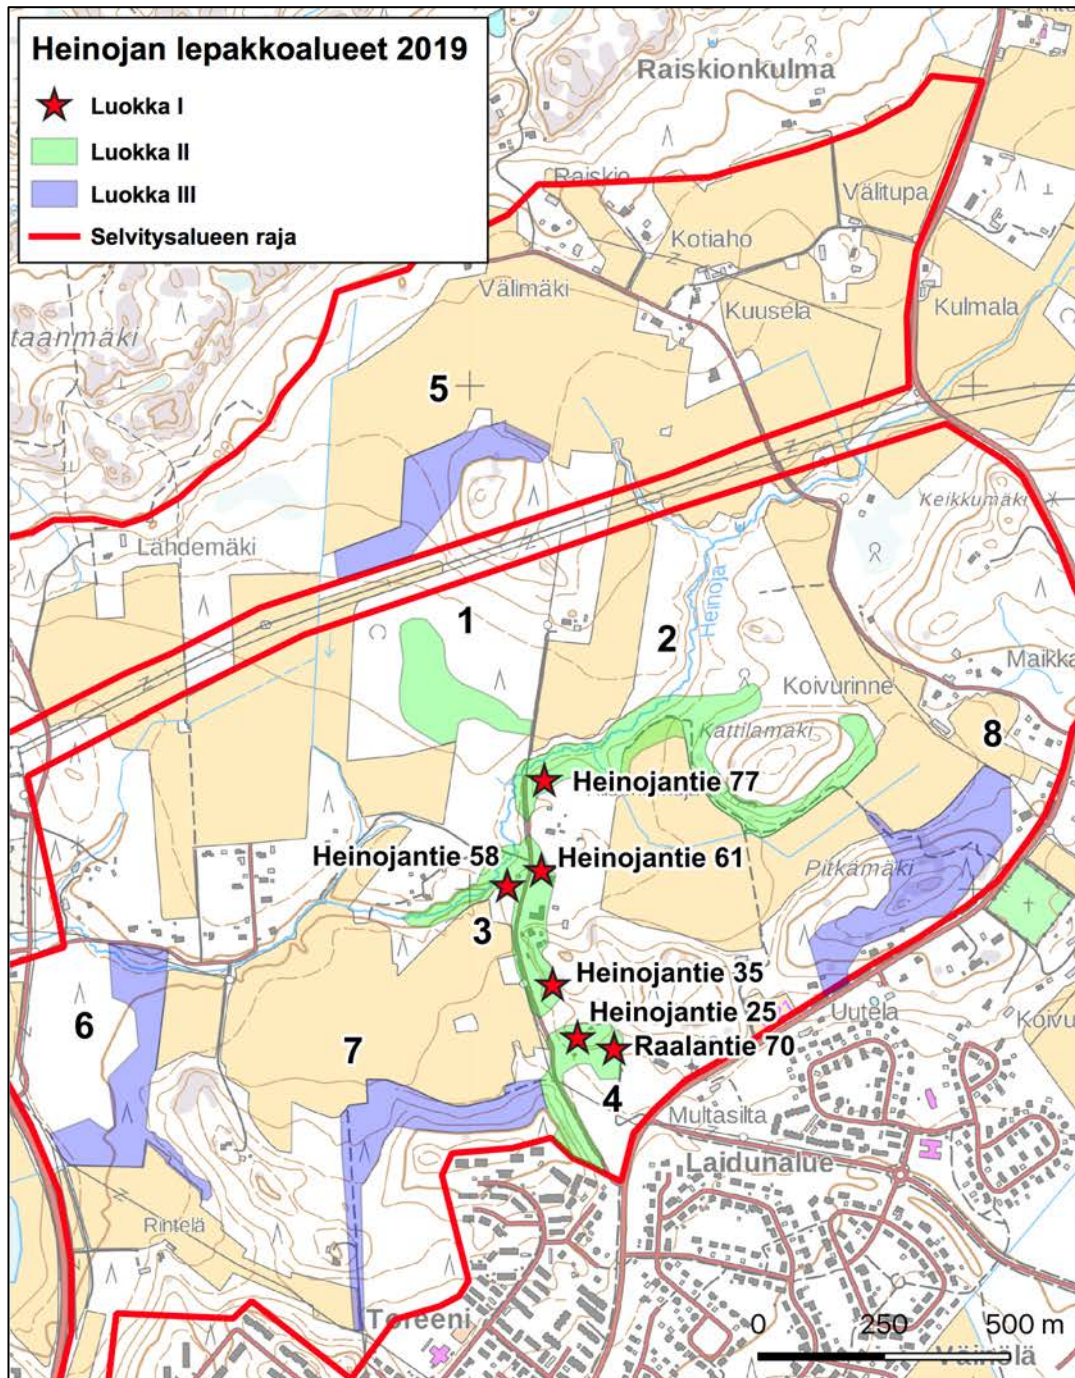 Heinojan lepakkoalueet 2019
Luokka I
Luokka II
Luokka III
Selvitysalueen raja
Raiskionkulma
Raiskio
Välitupa
Kotiaho
Välimäki
Kuusela
Kulmala
taanmäki
5
Keikkumäki
Lähdemäki
Heinoja
1
2
Maikka
Koivurinne
Kattilamäki
8
Heinojantie 77
Heinojantie 58
Heinojantie 61
Pitkämäki
3
Heinojantie 35
Heinojantie 25
Uutela
Koivu
6
7
Raalantie 70
4
Multasilta
Laidunalue
Rintelä
Toreeni
0 250 500 m
Väinölä